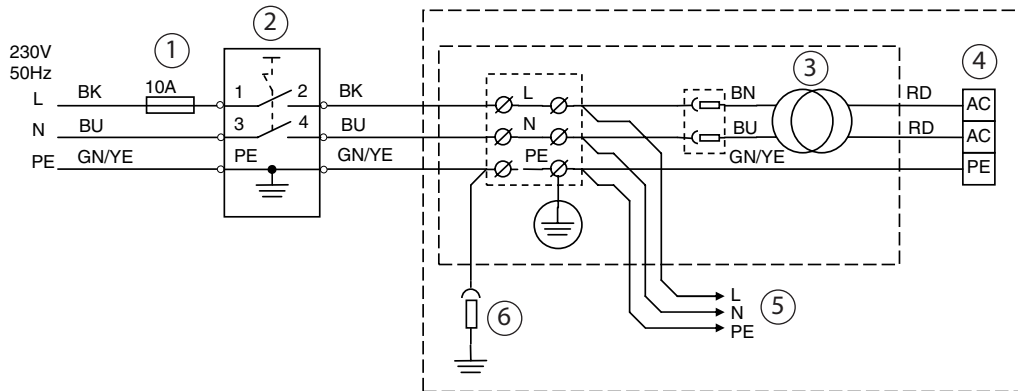 230V
50Hz
1
2
3
4
10A
L BK 1 2 BK L BN RD AC
N BU 3 4 BU N BU RD AC
PE GN/YE PE GN/YE PE GN/YE PE
L
N
PE
5
6